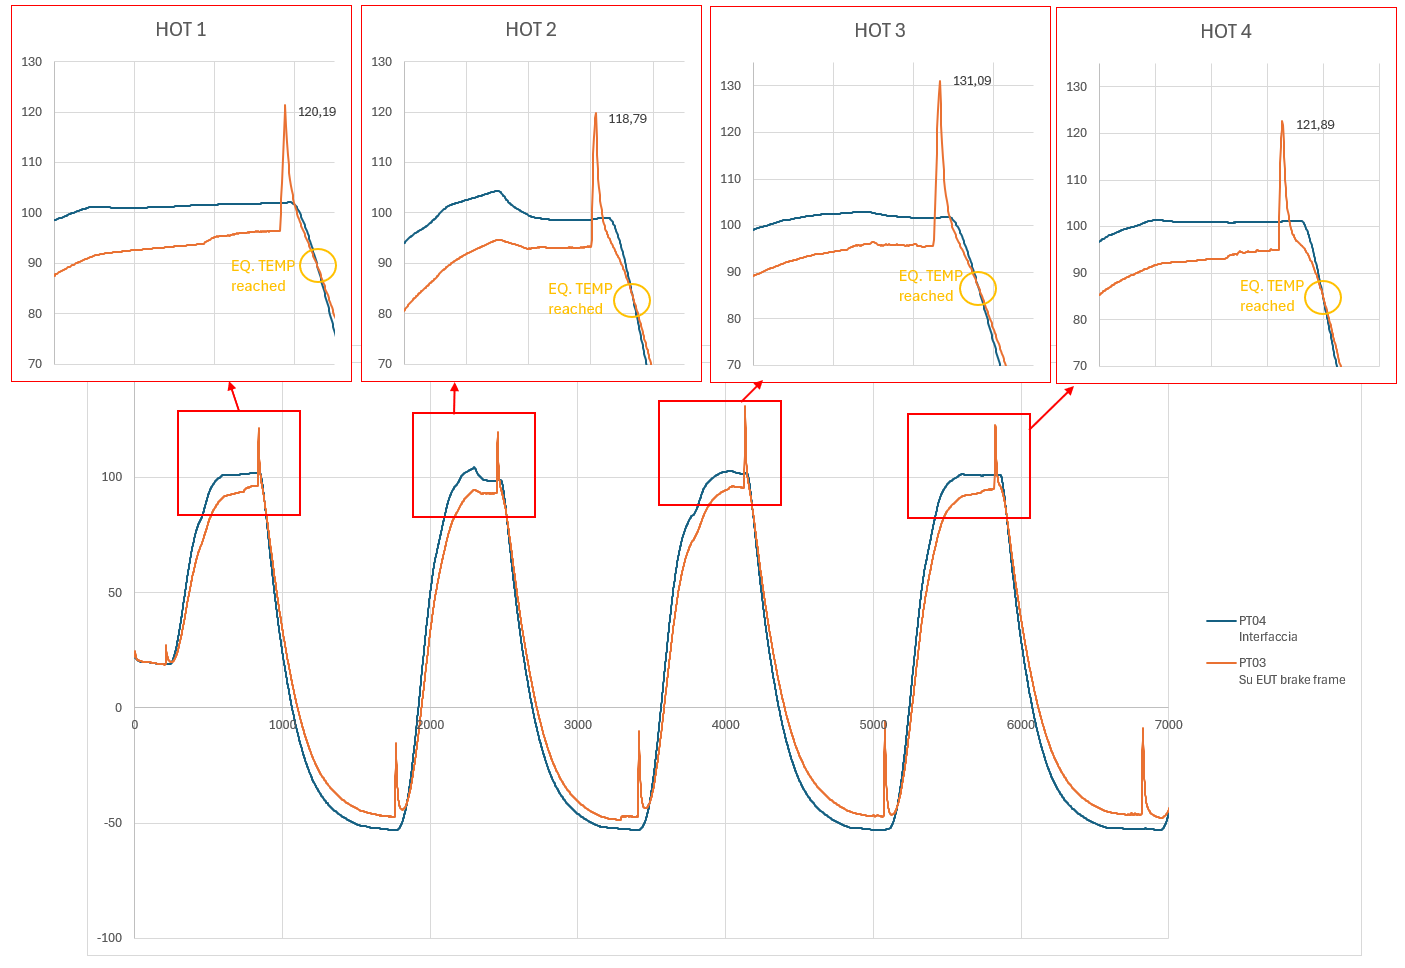 HOT 1
130
120
110
100
90
80
70
120,19
EQ. TEMP
reached
HOT 2
130
120
110
100
90
80
70
118,79
EQ. TEMP
reached
HOT 3
130
120
110
100
90
80
70
131,09
EQ. TEMP
reached
HOT 4
130
120
110
100
90
80
70
121,89
EQ. TEMP
reached
100
50
0
-50
-100
0 1000 2000 3000 4000 5000 6000 7000
PT04
Interfaccia
PT03
Su EUT brake frame